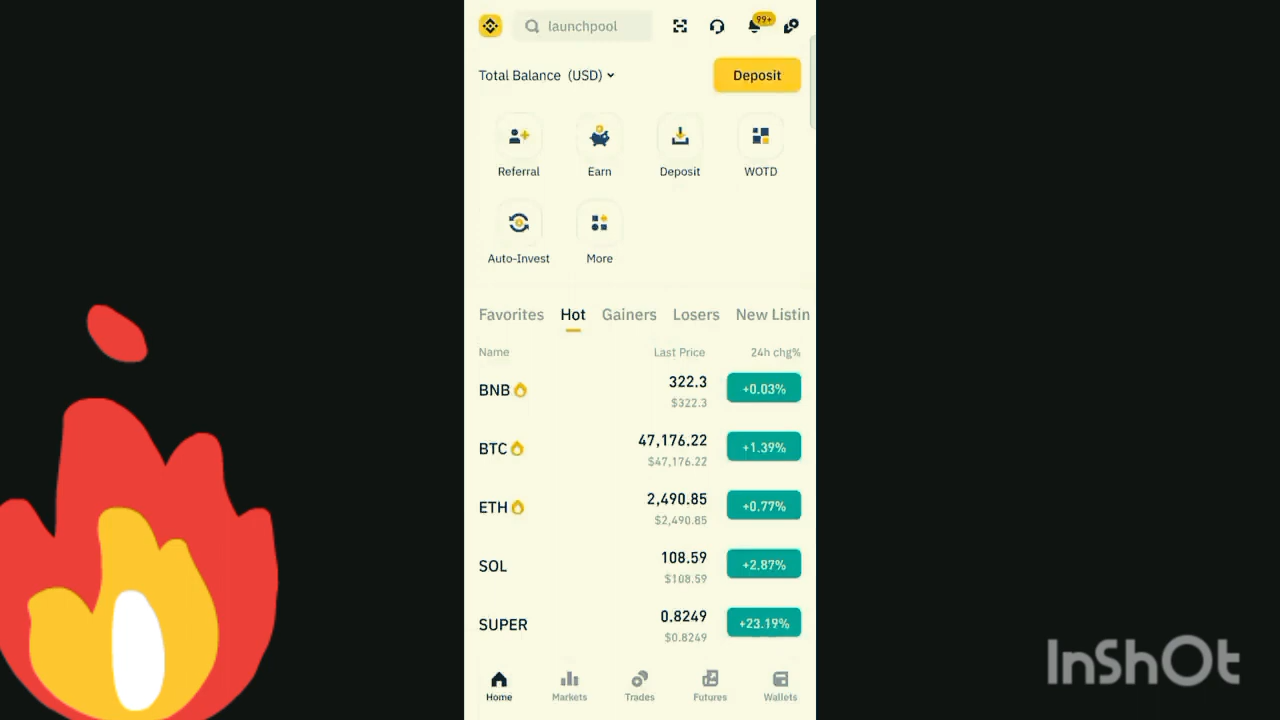 launchpool
99+
Total Balance (USD)
Deposit
Referral
Earn
Deposit
WOTD
Auto-Invest
More
Favorites Hot Gainers Losers New Listin
Name Last Price 24h chg%
BNB 322.3 +0.03%
$322.3
BTC 47,176.22 +1.39%
$47,176.22
ETH 2,490.85 +0.77%
$2,490.85
SOL 108.59 +2.87%
$108.59
SUPER 0.8249 +23.19%
$0.8249
Home Markets Trades Futures Wallets
InShOt